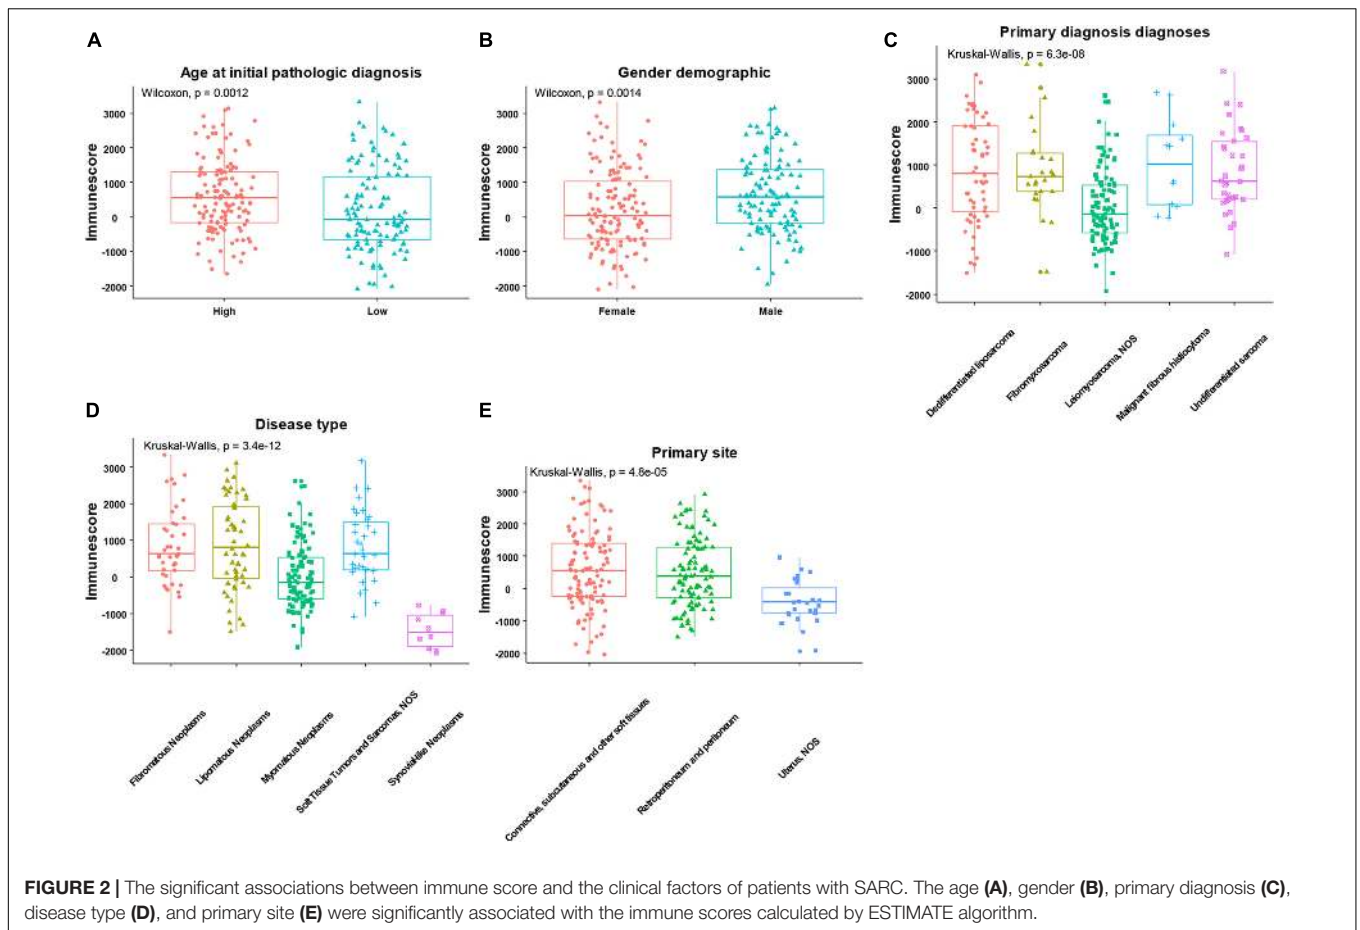 A
Age at initial pathologic diagnosis
Wilcoxon, p = 0.0012
Immunescore
3000
2000
1000
0
-1000
-2000
High
Low
B
Gender demographic
Wilcoxon, p = 0.0014
Immunescore
3000
2000
1000
0
-1000
-2000
Female
Male
C
Primary diagnosis diagnoses
Kruskal-Wallis, p = 6.3e-08
Immunescore
3000
2000
1000
0
-1000
-2000
Dedifferentiated liposarcoma
Fibromyxosarcoma
Leiomyosarcoma, NOS
Malignant fibrous histiocytoma
Undifferentiated sarcoma
D
Disease type
Kruskal-Wallis, p = 3.4e-12
Immunescore
3000
2000
1000
0
-1000
-2000
Fibromatous Neoplasms
Lipomatous Neoplasms
Myomatous Neoplasms
Soft Tissue Tumors and Sarcomas, NOS
Synovial-like Neoplasms
E
Primary site
Kruskal-Wallis, p = 4.8e-05
Immunescore
3000
2000
1000
0
-1000
-2000
Connective, subcutaneous and other soft tissues
Retroperitoneum and peritoneum
Uterus, NOS
FIGURE 2 | The significant associations between immune score and the clinical factors of patients with SARC. The age (A), gender (B), primary diagnosis (C),
disease type (D), and primary site (E) were significantly associated with the immune scores calculated by ESTIMATE algorithm.